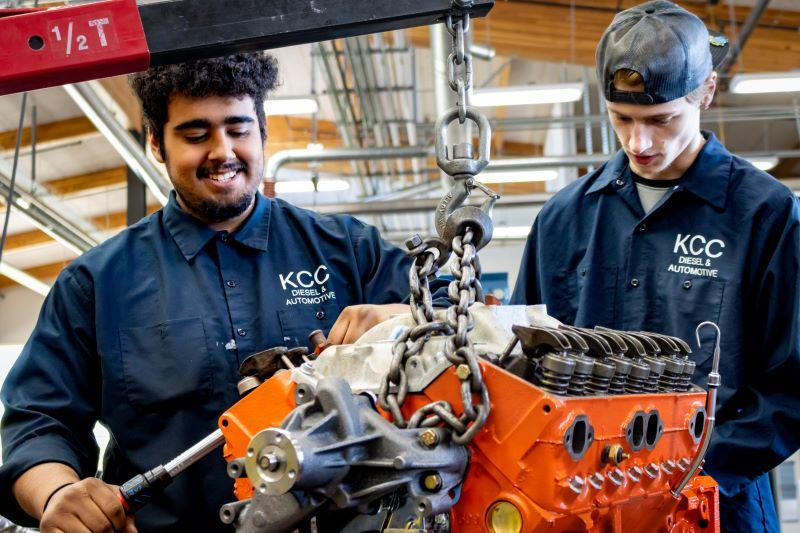 1/2 T
KCC
DIESEL &
AUTOMOTIVE
KCC
DIESEL &
AUTOMOTIVE